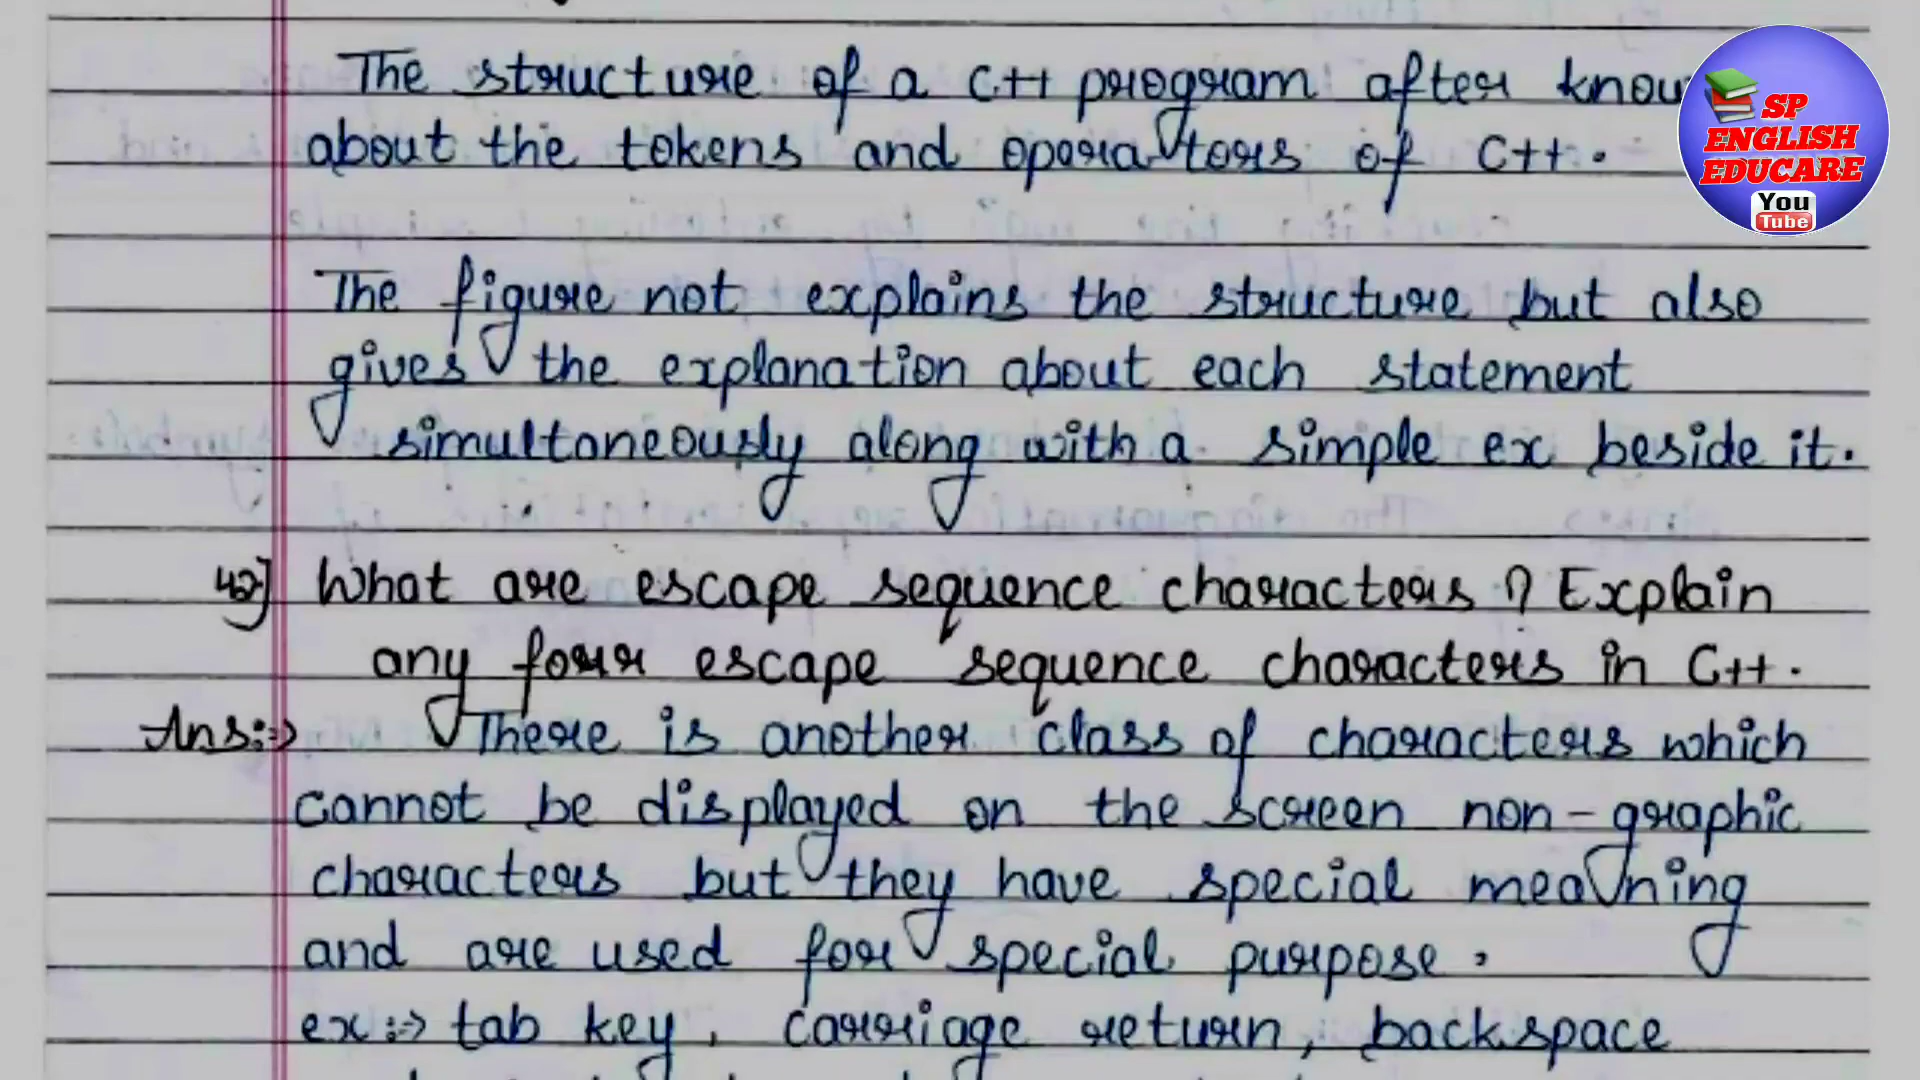 The structure of a C++ program after know
about the tokens and operators of C++.
The figure not explains the structure but also
gives the explanation about each statement
simultaneously along with a simple ex beside it.
42] What are escape sequence characters? Explain
any four escape sequence characters in C++.
Ans:-> There is another class of characters which
cannot be displayed on the screen non-graphic
characters but they have special meaning
and are used for special purpose.
ex:-> tab key, carriage return, backspace
SP
ENGLISH
EDUCARE
You
Tube